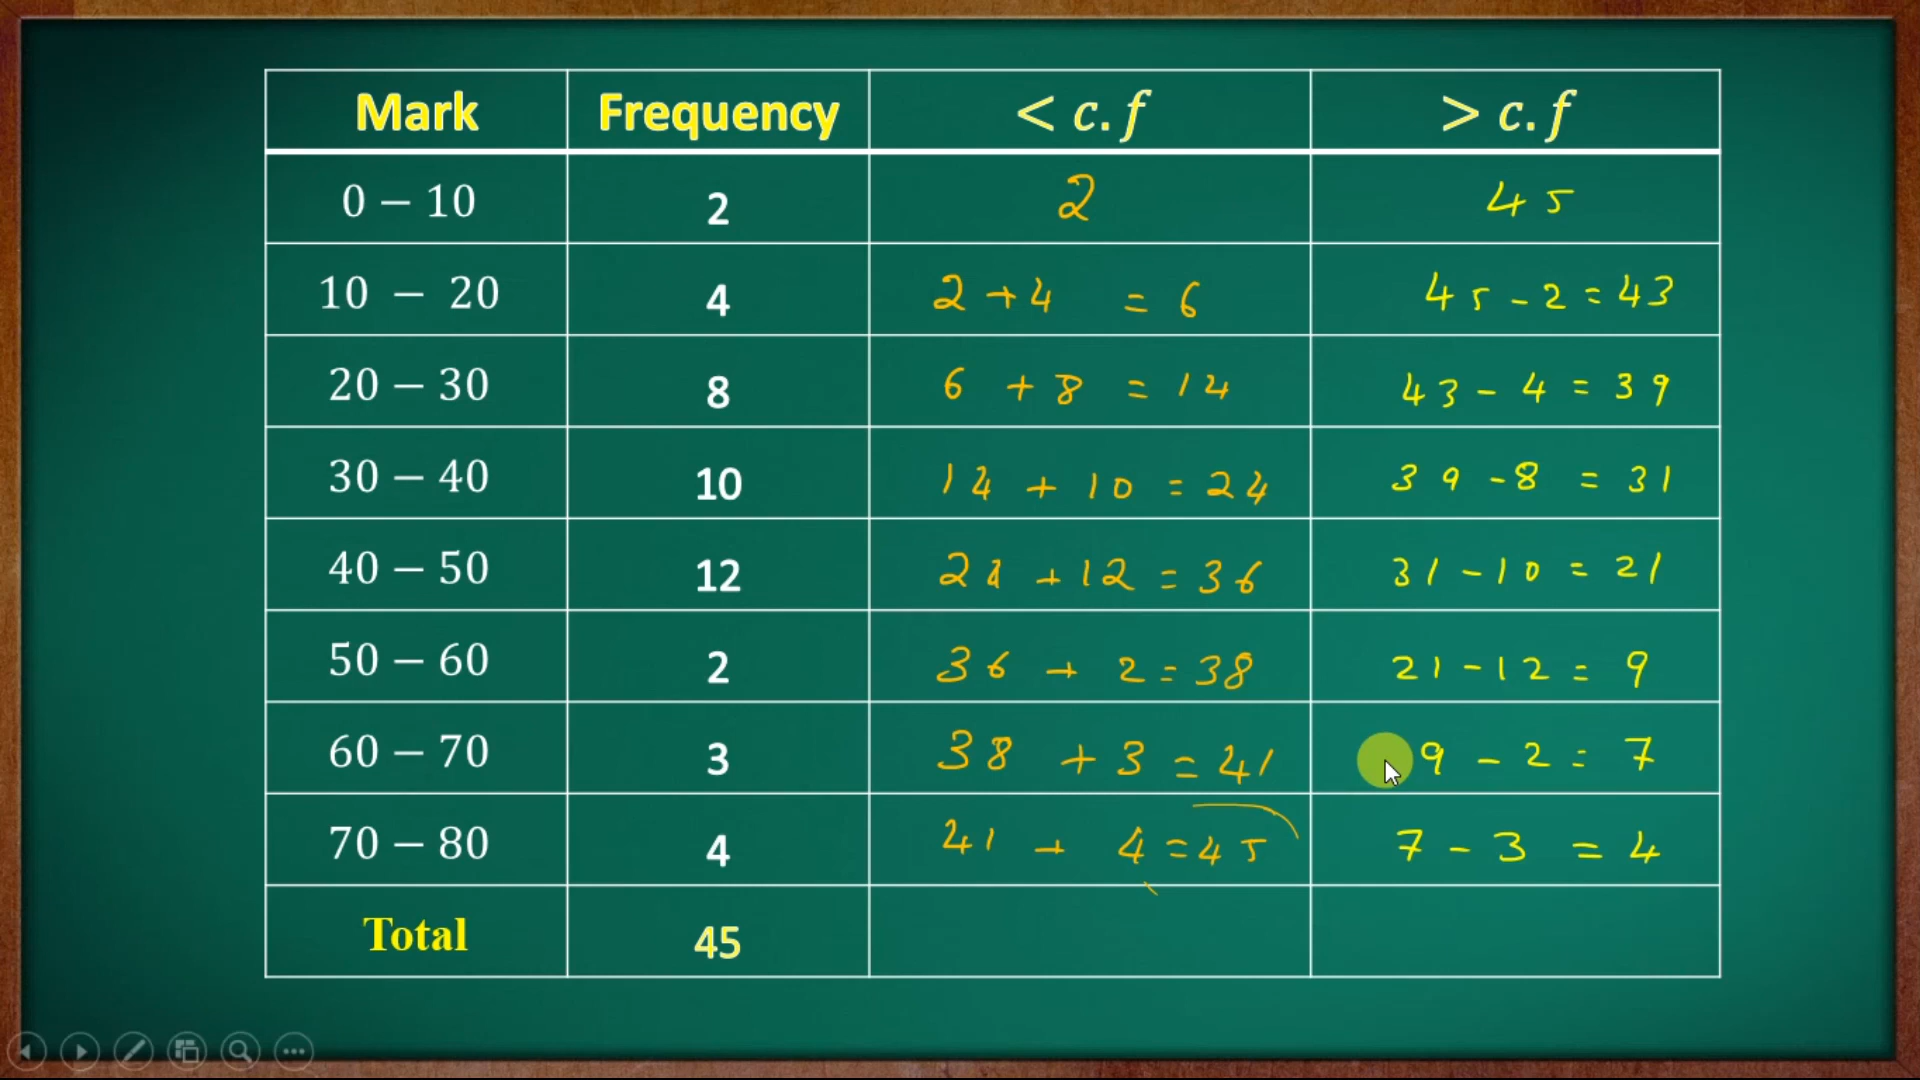 Mark Frequency < c.f > c.f
0 – 10 2 2 45
10 – 20 4 2 + 4 = 6 45 - 2 = 43
20 – 30 8 6 + 8 = 14 43 - 4 = 39
30 – 40 10 14 + 10 = 24 39 - 8 = 31
40 – 50 12 24 + 12 = 36 31 - 10 = 21
50 – 60 2 36 + 2 = 38 21 - 12 = 9
60 – 70 3 38 + 3 = 41 9 - 2 = 7
70 – 80 4 41 + 4 = 45 7 - 3 = 4
Total 45